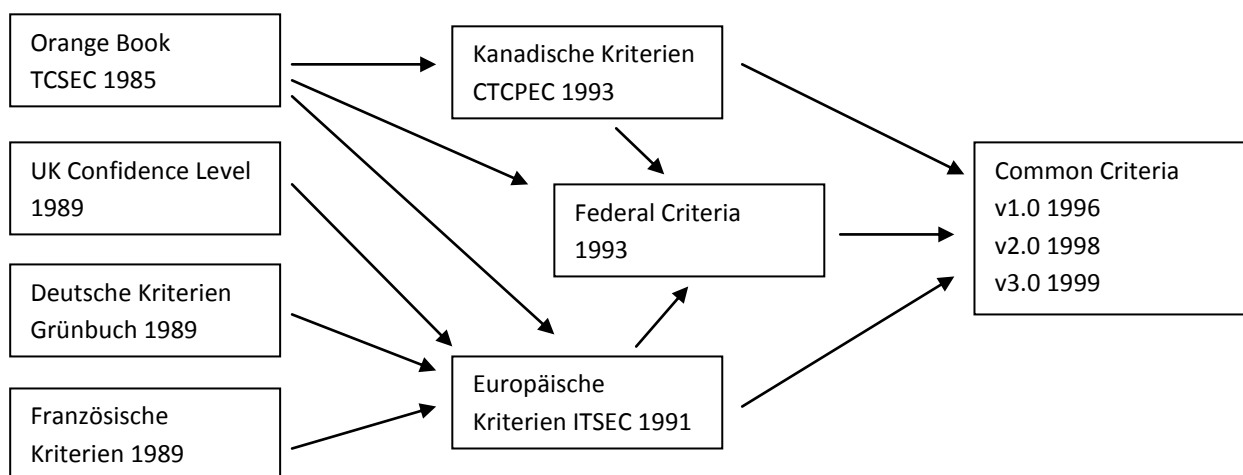 Orange Book
TCSEC 1985
UK Confidence Level
1989
Deutsche Kriterien
Grünbuch 1989
Französische
Kriterien 1989
Kanadische Kriterien
CTCPEC 1993
Federal Criteria
1993
Europäische
Kriterien ITSEC 1991
Common Criteria
v1.0 1996
v2.0 1998
v3.0 1999